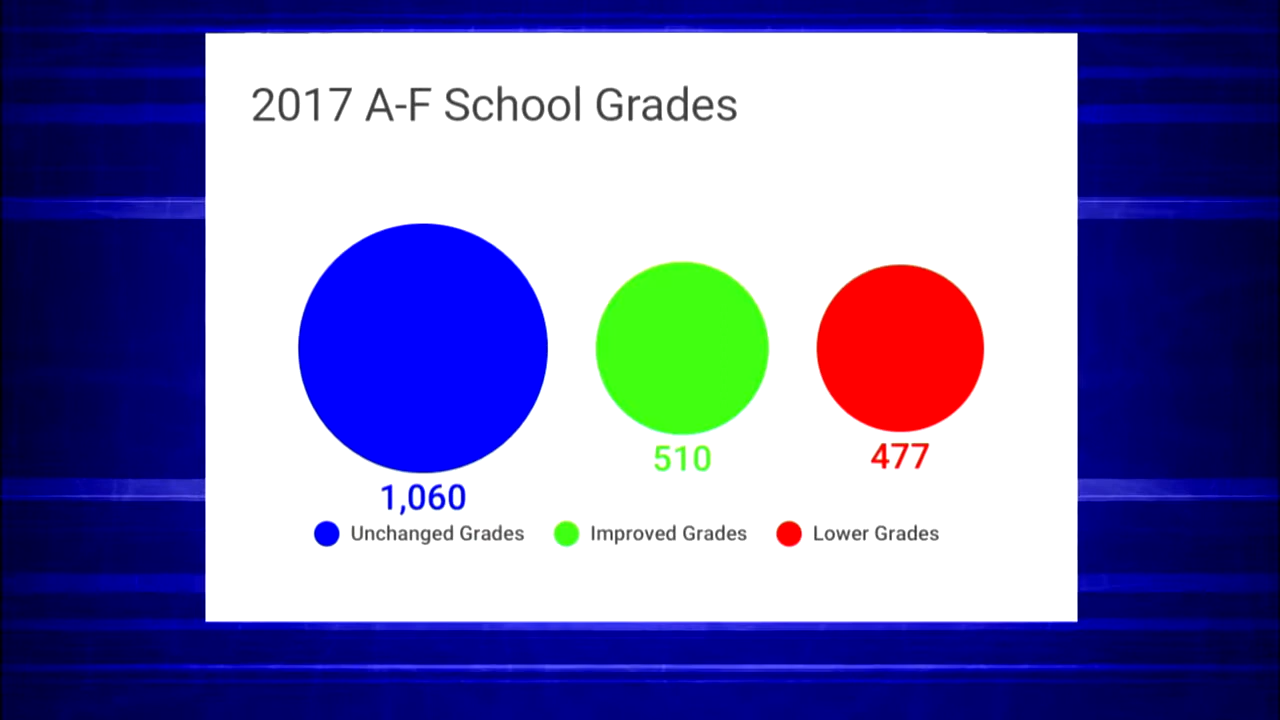 2017 A-F School Grades
1,060
510
477
Unchanged Grades
Improved Grades
Lower Grades